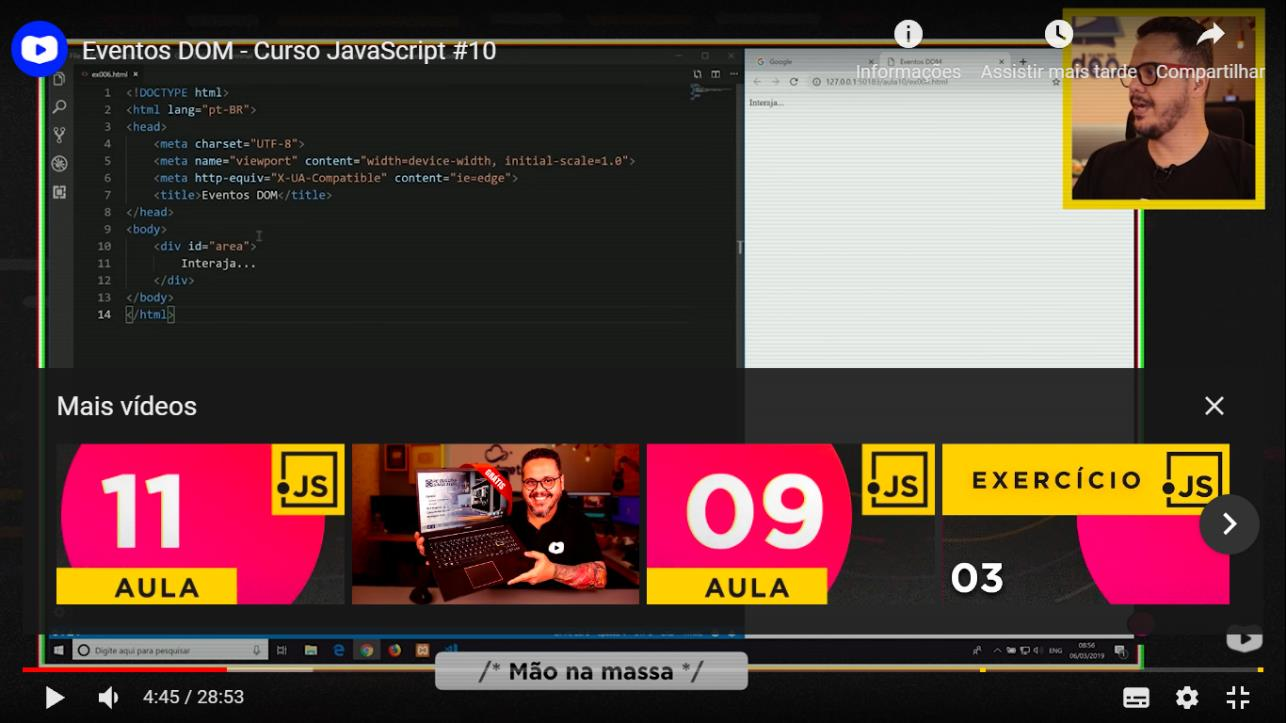 Eventos DOM - Curso JavaScript #10
Informações
Assistir mais tarde
Compartilhar
ex006.html
Google
Eventos DOM
Interaja...
1 <!DOCTYPE html>
2 <html lang="pt-BR">
3 <head>
4 <meta charset="UTF-8">
5 <meta name="viewport" content="width=device-width, initial-scale=1.0">
6 <meta http-equiv="X-UA-Compatible" content="ie=edge">
7 <title>Eventos DOM</title>
8 </head>
9 <body>
10 <div id="area">
11 Interaja...
12 </div>
13 </body>
14 </html>
Mais vídeos
11
JS
AULA
GRÁTIS
09
JS
AULA
EXERCÍCIO
JS
03
Digite aqui para pesquisar
ENG
08:56
06/03/2019
/* Mão na massa */
4:45 / 28:53